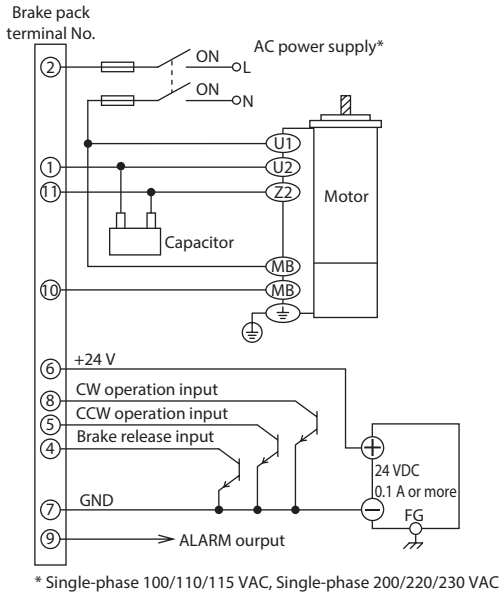 Brake pack
terminal No.
2
ON
L
AC power supply*
ON
N
U1
1
U2
11
Z2
Motor
Capacitor
MB
10
MB
6
+24 V
8
CW operation input
5
CCW operation input
4
Brake release input
+
24 VDC
0.1 A or more
7
GND
−
FG
9
ALARM ourput
* Single-phase 100/110/115 VAC, Single-phase 200/220/230 VAC